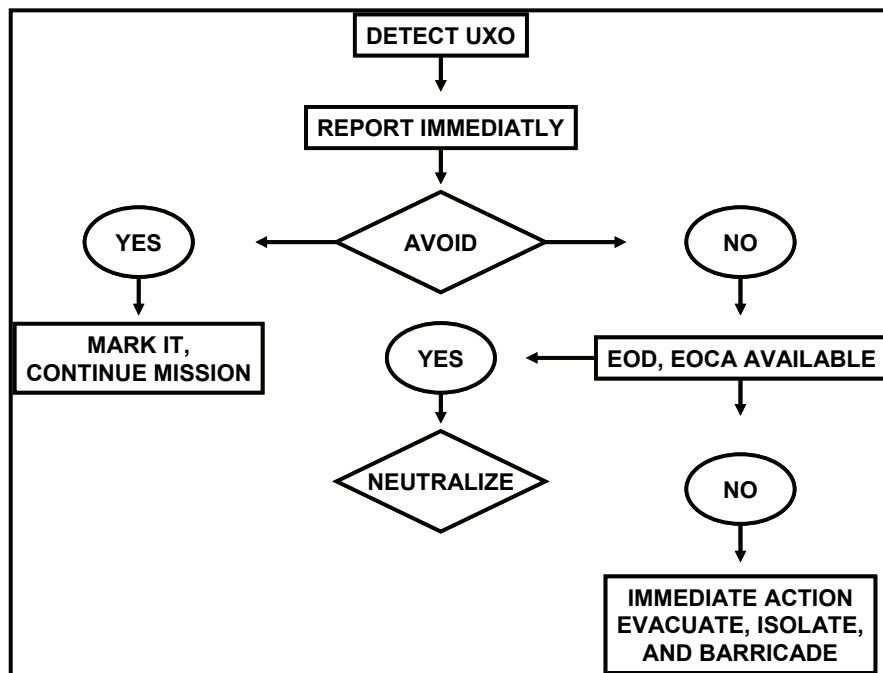 DETECT UXO
REPORT IMMEDIATLY
AVOID
YES
NO
MARK IT,
CONTINUE MISSION
YES
EOD, EOCA AVAILABLE
NEUTRALIZE
NO
IMMEDIATE ACTION
EVACUATE, ISOLATE,
AND BARRICADE